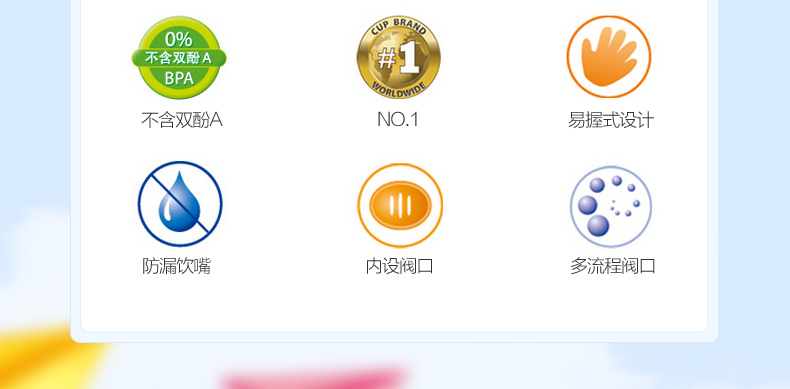 0%
不含双酚A
BPA
CUP BRAND
#1
WORLDWIDE
不含双酚A
NO.1
易握式设计
防漏饮嘴
内设阀口
多流程阀口